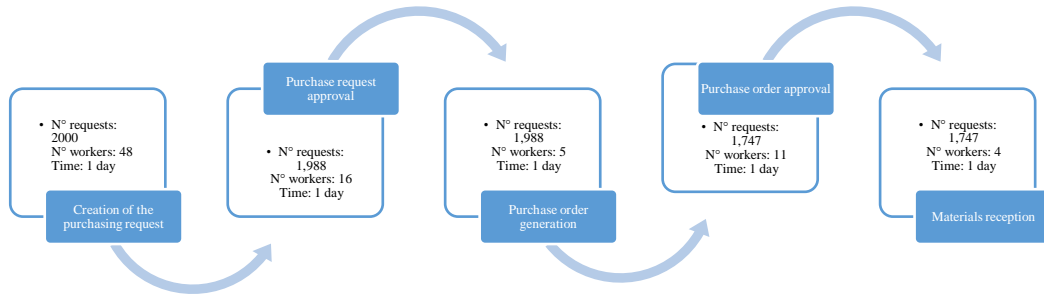 • N° requests:
2000
N° workers: 48
Time: 1 day
Creation of the
purchasing request
Purchase request
approval
• N° requests:
1,988
N° workers: 16
Time: 1 day
• N° requests:
1,988
N° workers: 5
Time: 1 day
Purchase order
generation
Purchase order approval
• N° requests:
1,747
N° workers: 11
Time: 1 day
• N° requests:
1,747
N° workers: 4
Time: 1 day
Materials reception